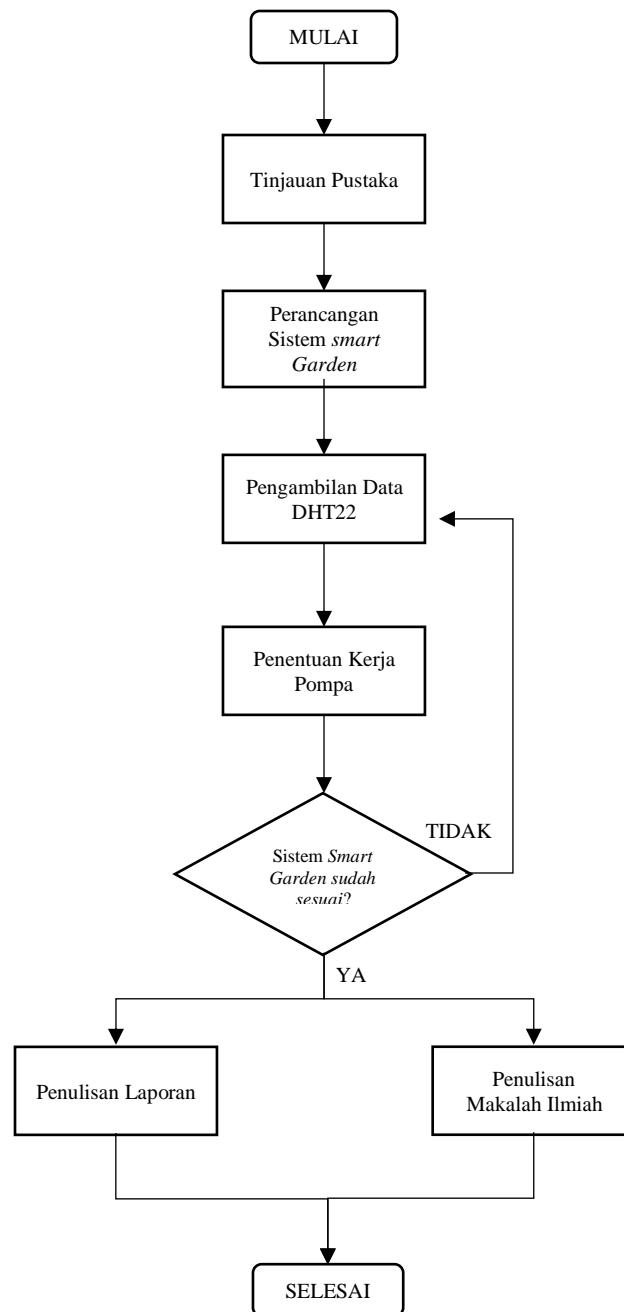 MULAI
Tinjauan Pustaka
Perancangan
Sistem smart
Garden
Pengambilan Data
DHT22
Penentuan Kerja
Pompa
TIDAK
Sistem Smart
Garden sudah
sesuai?
YA
Penulisan Laporan
Penulisan
Makalah Ilmiah
SELESAI